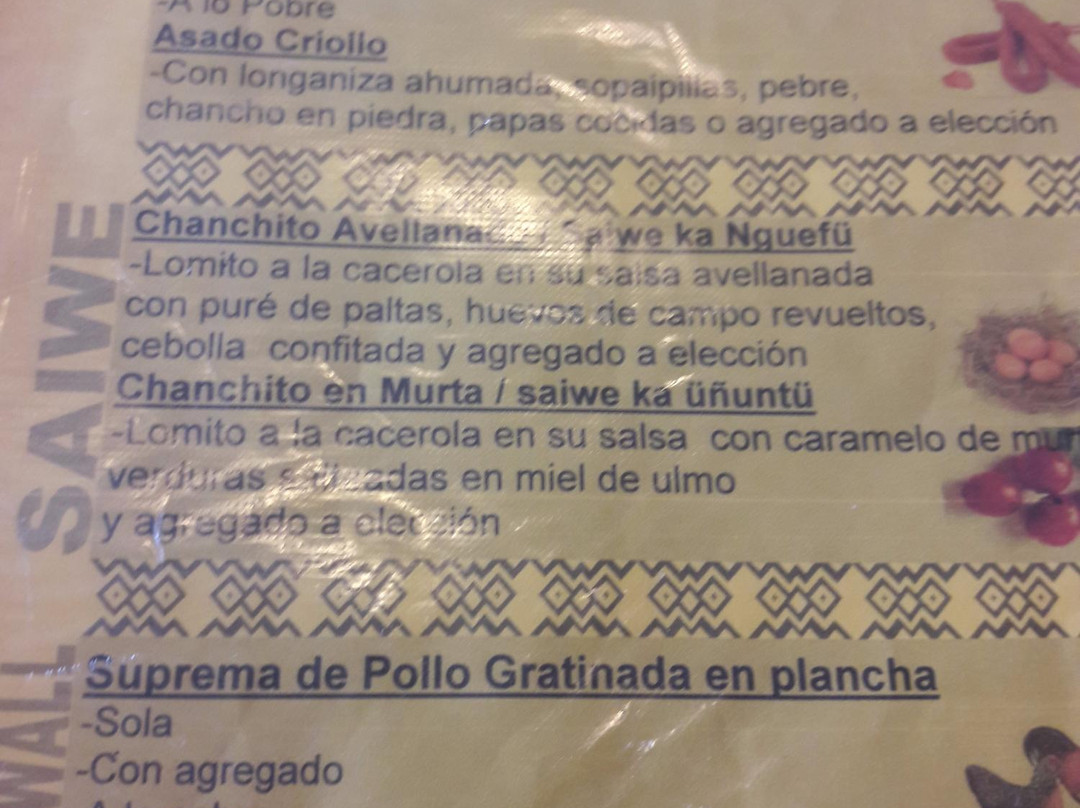 -A lo Pobre
Asado Criollo
-Con longaniza ahumada, sopaipillas, pebre,
chancho en piedra, papas cocidas o agregado a elección
SAIWE
Chanchito / Saiwe ka Nguefü
-Lomito a la cacerola en su salsa avellanada
con puré de paltas, huevos de campo revueltos,
cebolla confitada y agregado a elección
Chanchito en Murta / saiwe ka üñuntü
-Lomito a la cacerola en su salsa con caramelo de
verduras en miel de ulmo
y agregado a elección
Suprema de Pollo Gratinada en plancha
-Sola
-Con agregado